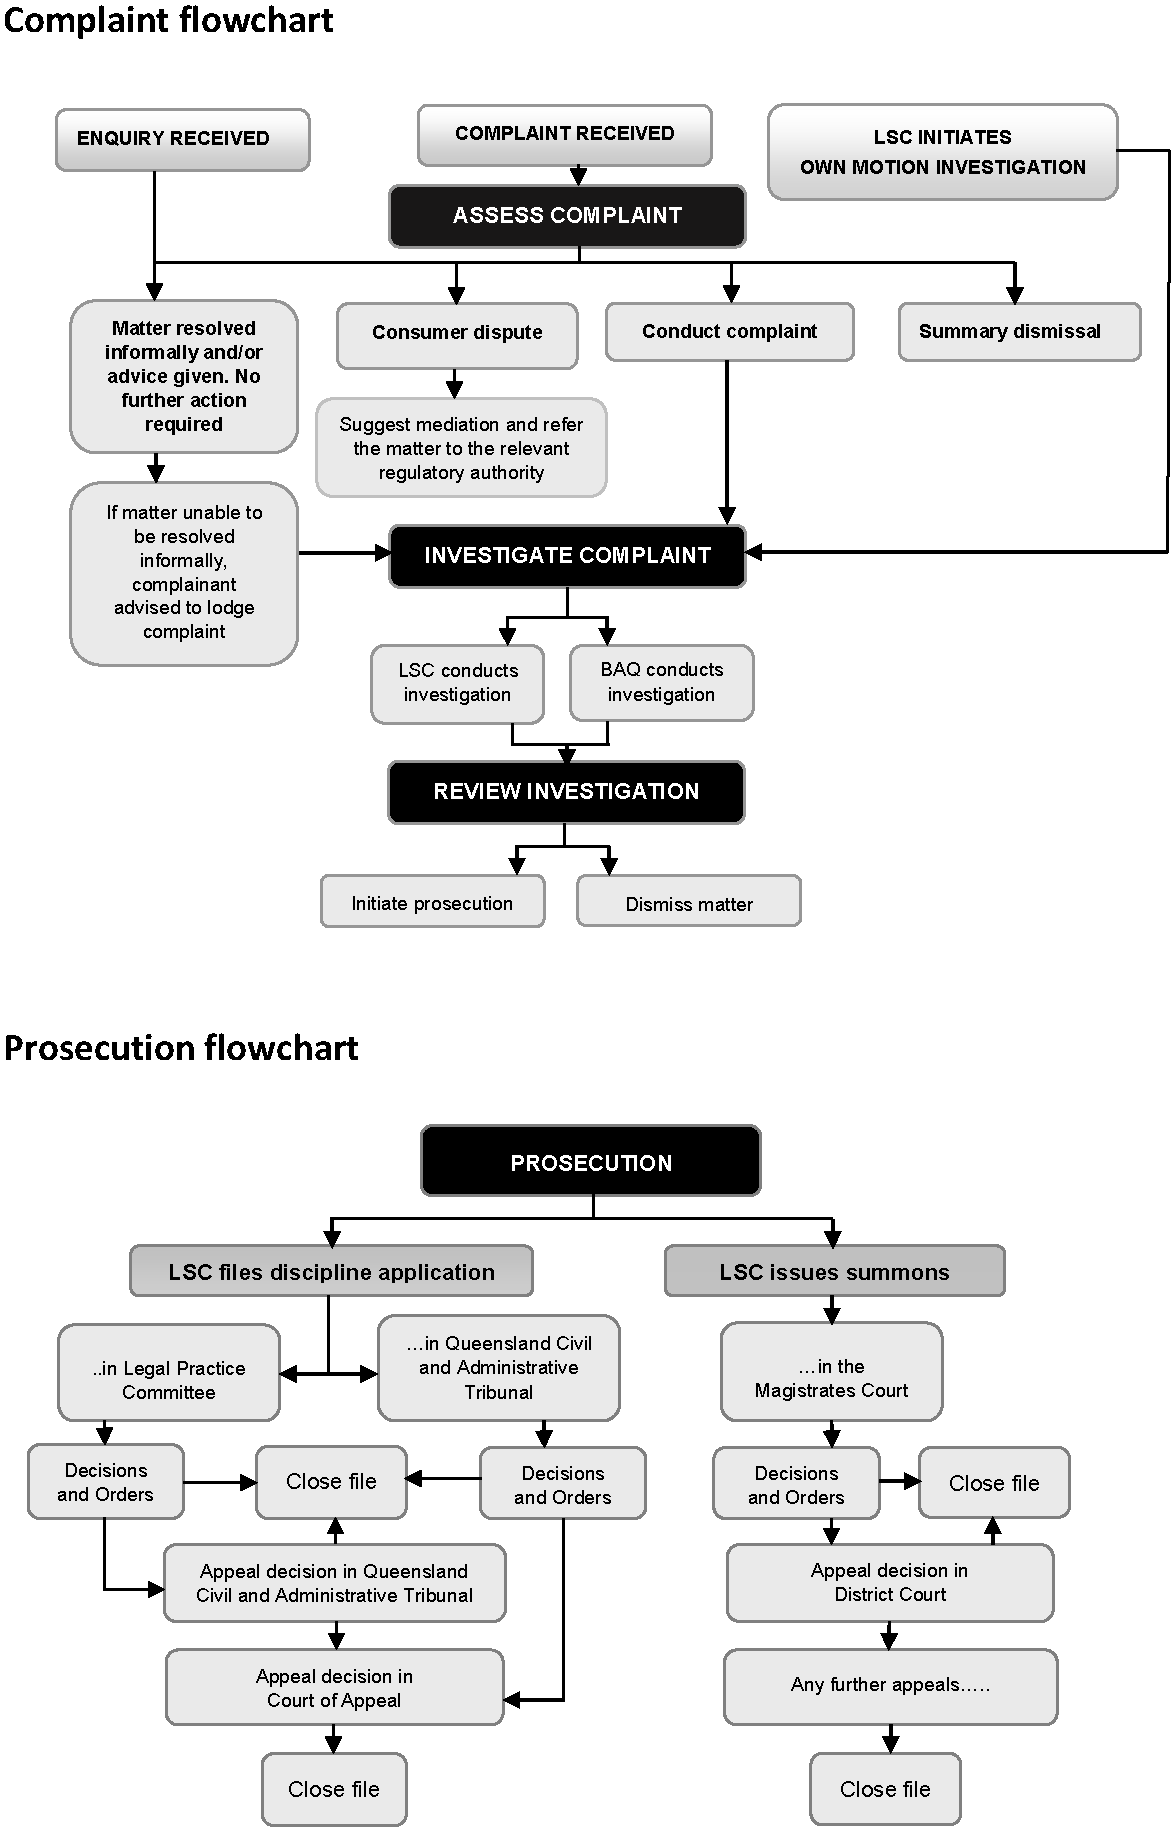 Complaint flowchart
ENQUIRY RECEIVED
COMPLAINT RECEIVED
LSC INITIATES
OWN MOTION INVESTIGATION
ASSESS COMPLAINT
Matter resolved
informally and/or
advice given. No
further action
required
Consumer dispute
Conduct complaint
Summary dismissal
Suggest mediation and refer
the matter to the relevant
regulatory authority
If matter unable to
be resolved
informally,
complainant
advised to lodge
complaint
INVESTIGATE COMPLAINT
LSC conducts
investigation
BAQ conducts
investigation
REVIEW INVESTIGATION
Initiate prosecution
Dismiss matter
Prosecution flowchart
PROSECUTION
LSC files discipline application
LSC issues summons
..in Legal Practice
Committee
…in Queensland Civil
and Administrative
Tribunal
…in the
Magistrates Court
Decisions
and Orders
Close file
Decisions
and Orders
Decisions
and Orders
Close file
Appeal decision in Queensland
Civil and Administrative Tribunal
Appeal decision in
District Court
Appeal decision in
Court of Appeal
Any further appeals…..
Close file
Close file